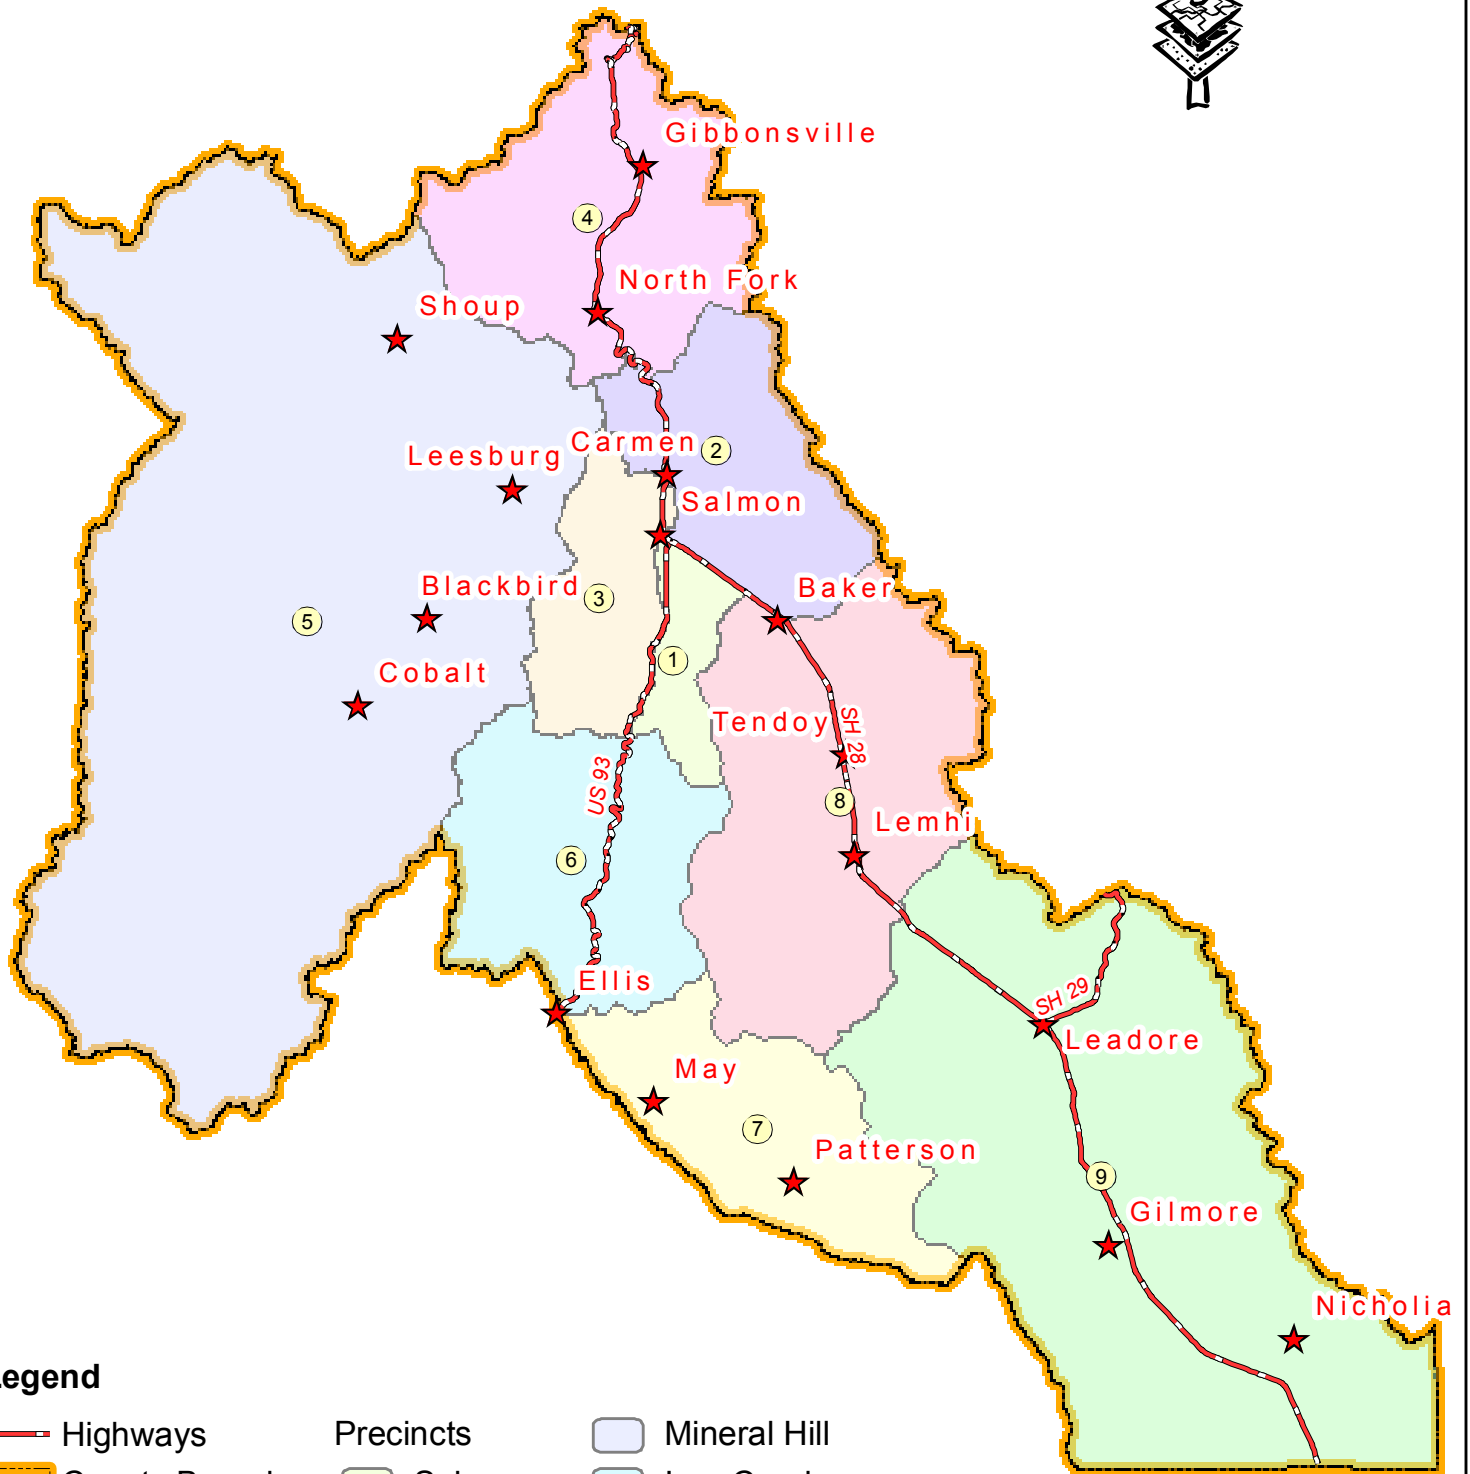 Gibbonsville
4
North Fork
Shoup
Carmen
2
Leesburg
Salmon
Blackbird
Baker
3
5
1
Cobalt
Tendoy
SH 28
US 93
8
Lemhi
6
Ellis
SH 29
Leadore
May
7
Patterson
9
Gilmore
Nicholia
Legend
Highways
Precincts
Mineral Hill